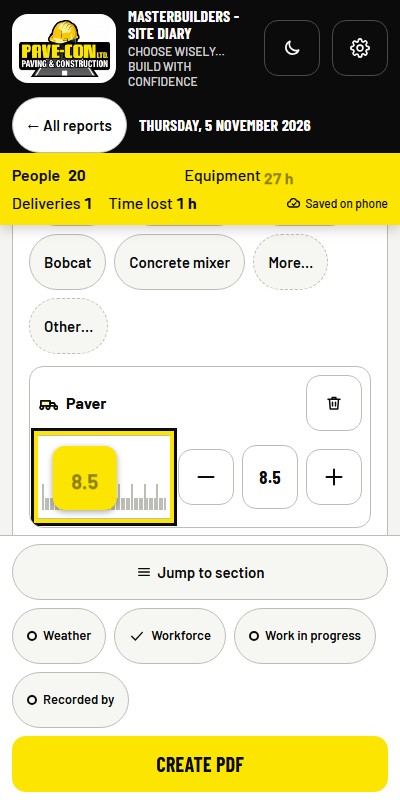 PAVE-CON LTD.
PAVING & CONSTRUCTION
MASTERBUILDERS -
SITE DIARY
CHOOSE WISELY...
BUILD WITH
CONFIDENCE
← All reports
THURSDAY, 5 NOVEMBER 2026
People 20
Equipment 27 h
Deliveries 1 Time lost 1 h
Saved on phone
Bobcat
Concrete mixer
More...
Other...
Paver
8.5
8.5
Jump to section
Weather
Workforce
Work in progress
Recorded by
CREATE PDF